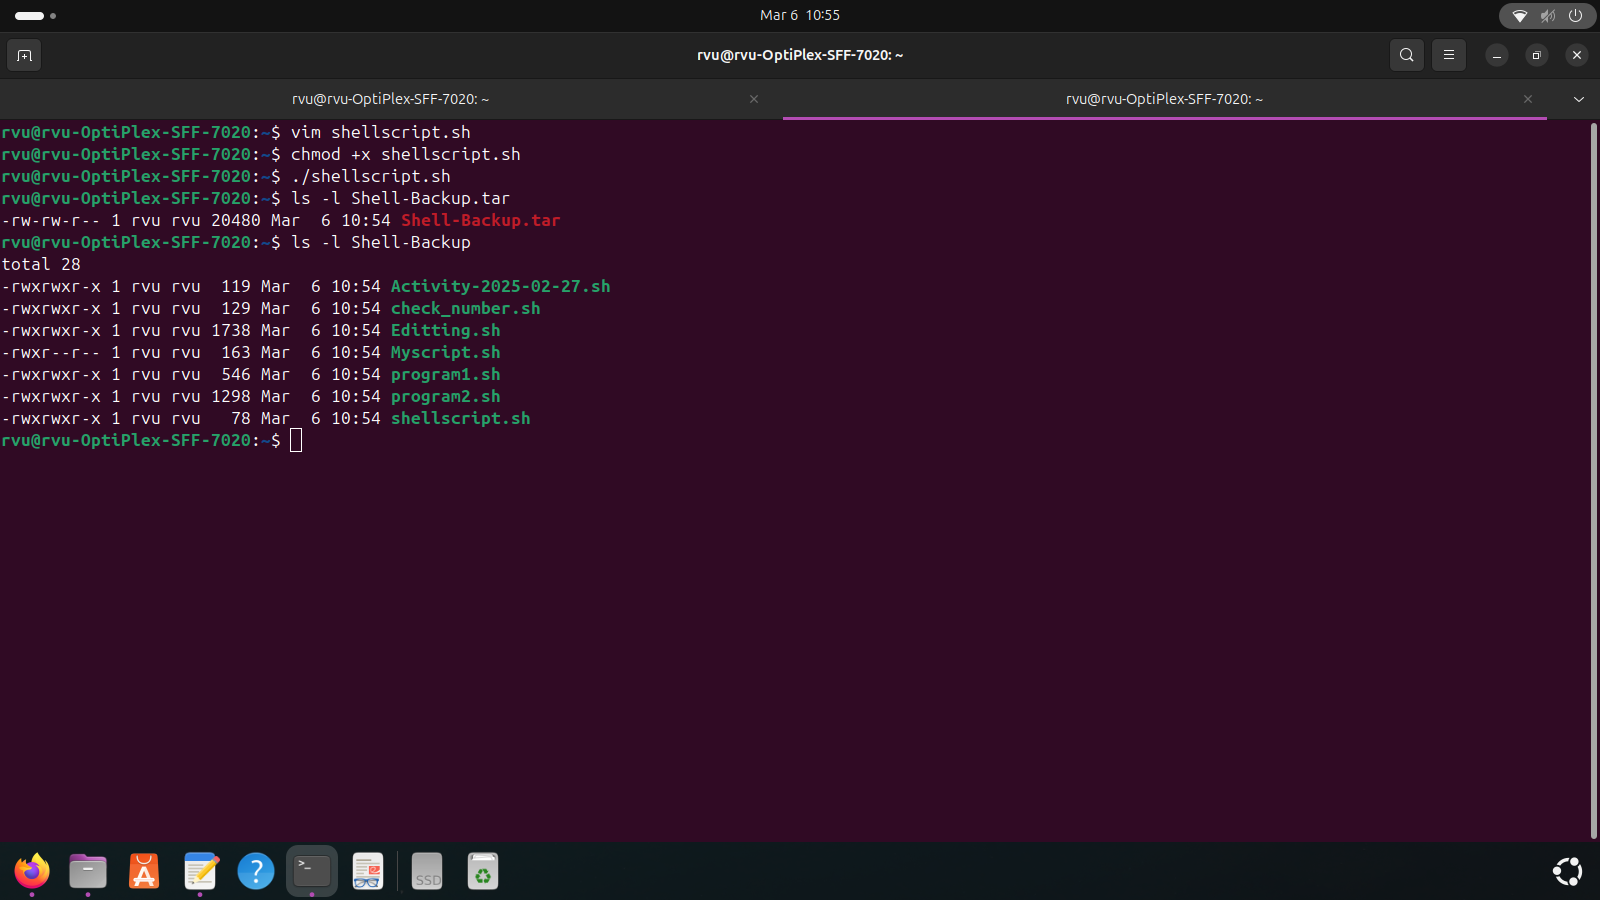 Mar 6 10:55
rvu@rvu-OptiPlex-SFF-7020: ~
rvu@rvu-OptiPlex-SFF-7020: ~
rvu@rvu-OptiPlex-SFF-7020: ~
rvu@rvu-OptiPlex-SFF-7020:~$ vim shellscript.sh
rvu@rvu-OptiPlex-SFF-7020:~$ chmod +x shellscript.sh
rvu@rvu-OptiPlex-SFF-7020:~$ ./shellscript.sh
rvu@rvu-OptiPlex-SFF-7020:~$ ls -l Shell-Backup.tar
-rw-rw-r-- 1 rvu rvu 20480 Mar  6 10:54 Shell-Backup.tar
rvu@rvu-OptiPlex-SFF-7020:~$ ls -l Shell-Backup
total 28
-rwxrwxr-x 1 rvu rvu  119 Mar  6 10:54 Activity-2025-02-27.sh
-rwxrwxr-x 1 rvu rvu  129 Mar  6 10:54 check_number.sh
-rwxrwxr-x 1 rvu rvu 1738 Mar  6 10:54 Editting.sh
-rwxr--r-- 1 rvu rvu  163 Mar  6 10:54 Myscript.sh
-rwxrwxr-x 1 rvu rvu  546 Mar  6 10:54 program1.sh
-rwxrwxr-x 1 rvu rvu 1298 Mar  6 10:54 program2.sh
-rwxrwxr-x 1 rvu rvu   78 Mar  6 10:54 shellscript.sh
rvu@rvu-OptiPlex-SFF-7020:~$
SSD